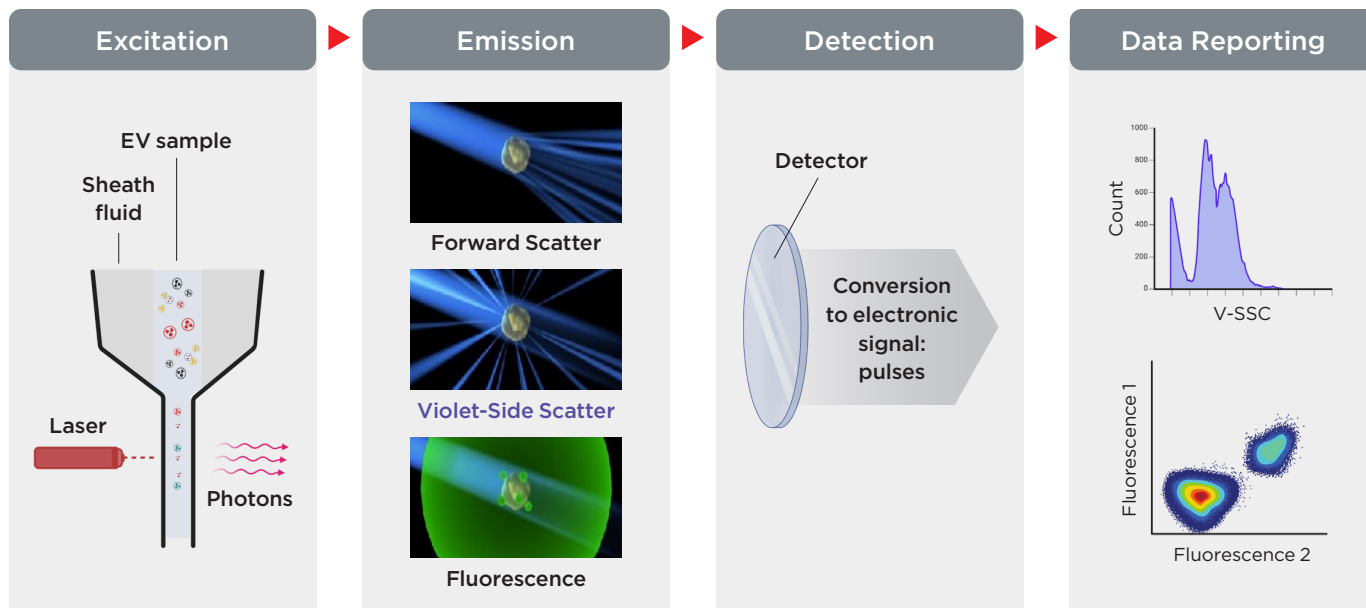 Excitation
Emission
Detection
Data Reporting
EV sample
Sheath
fluid
Laser
Photons
Forward Scatter
Violet-Side Scatter
Fluorescence
Detector
Conversion
to electronic
signal:
pulses
Count
1000
800
600
400
200
0
V-SSC
Fluorescence 1
Fluorescence 2